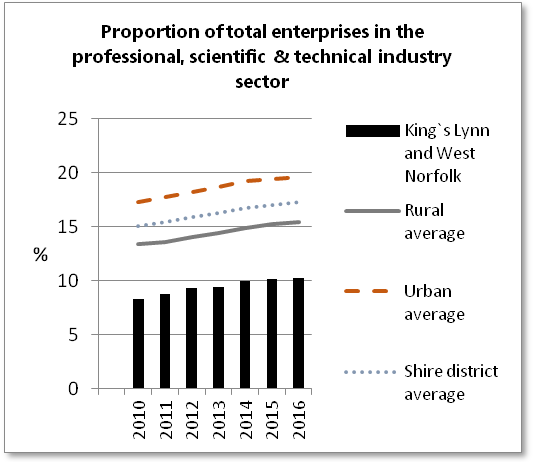 Proportion of total enterprises in the
professional, scientific & technical industry
sector
25
20
15
10
5
0
%
2010
2011
2012
2013
2014
2015
2016
King`s Lynn
and West
Norfolk
Rural
average
Urban
average
Shire district
average